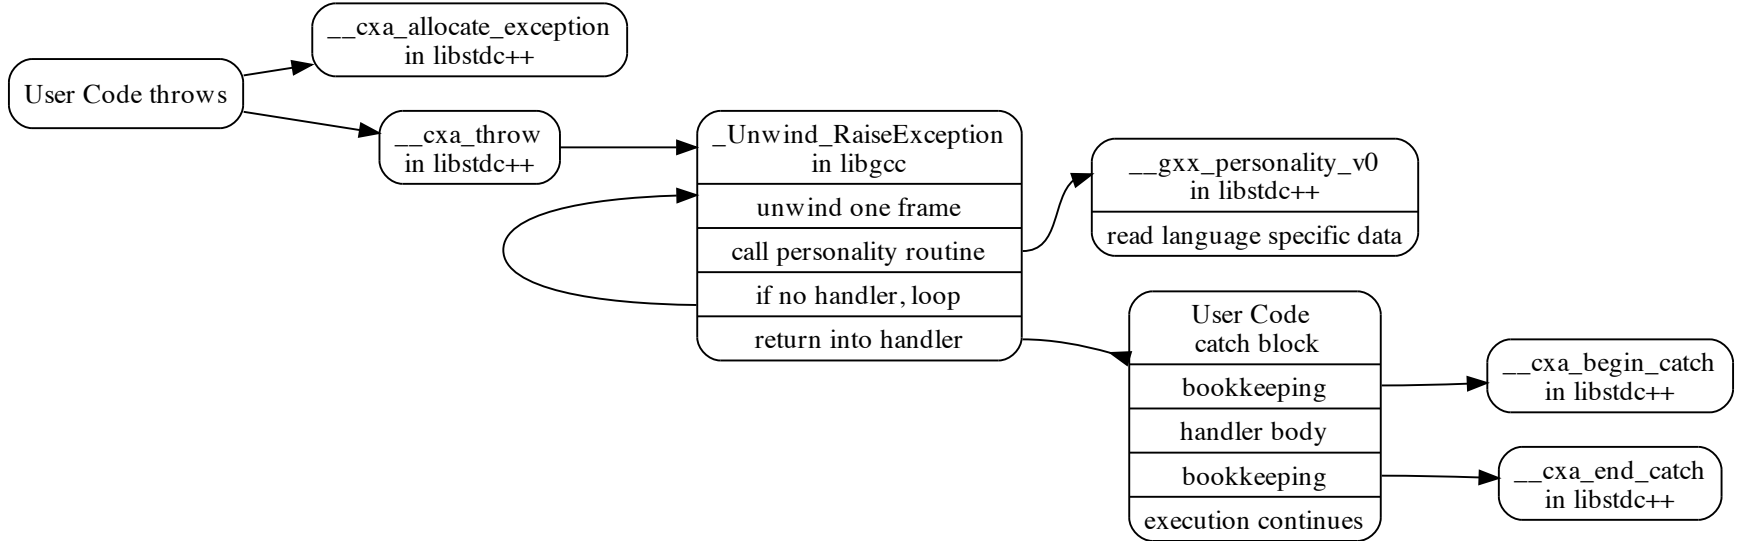 __cxa_allocate_exception
in libstdc++
User Code throws
__cxa_throw
in libstdc++
_Unwind_RaiseException
in libgcc
unwind one frame
call personality routine
if no handler, loop
return into handler
__gxx_personality_v0
in libstdc++
read language specific data
User Code
catch block
bookkeeping
handler body
bookkeeping
execution continues
__cxa_begin_catch
in libstdc++
__cxa_end_catch
in libstdc++